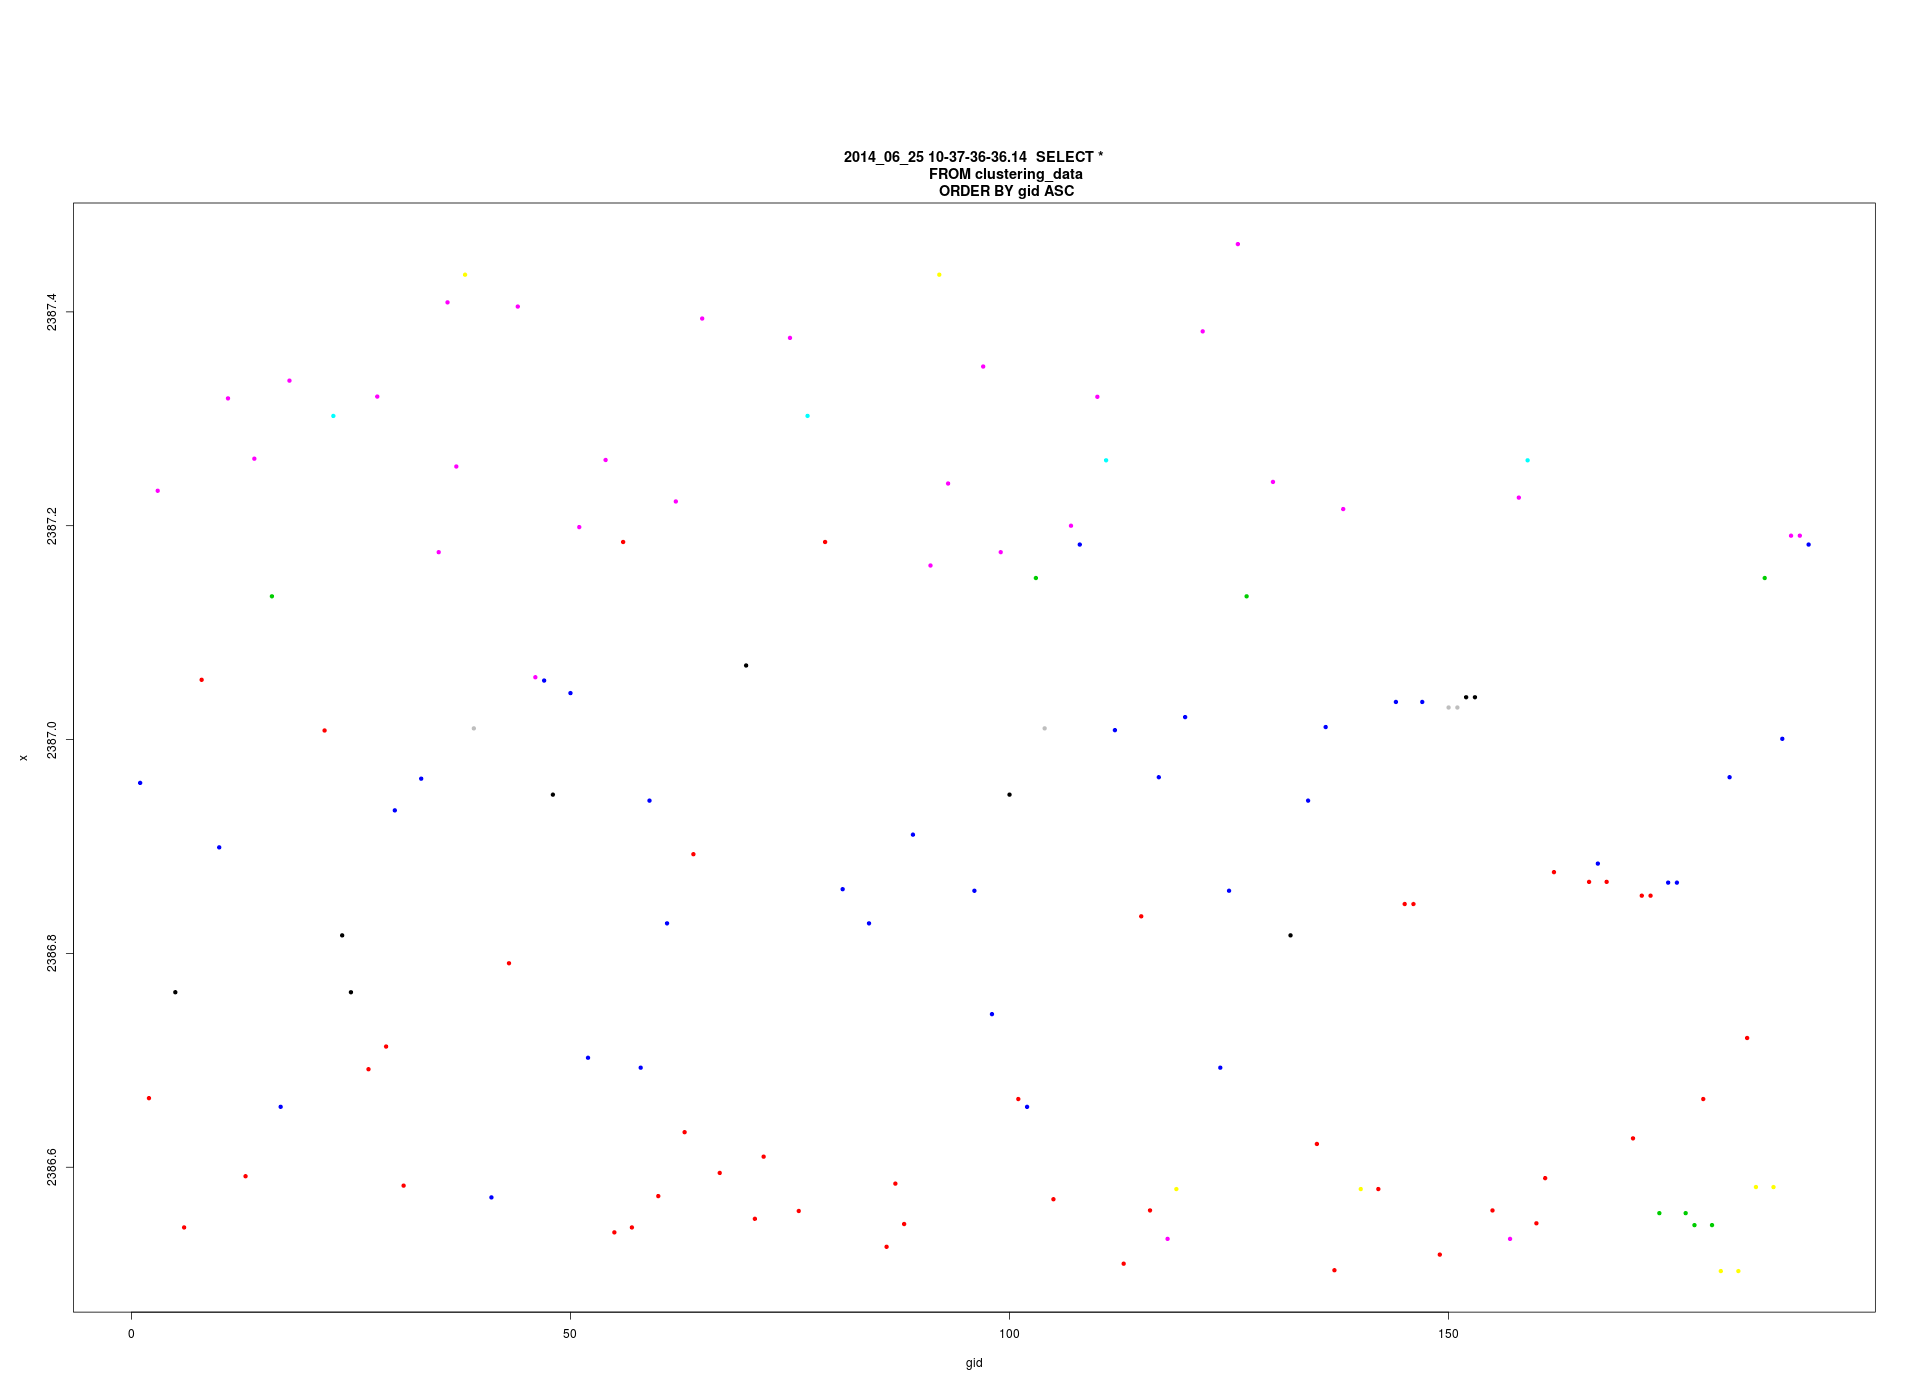 2014_06_25 10-37-36-36.14 SELECT *
FROM clustering_data
ORDER BY gid ASC
2387.4
2387.2
2387.0
2386.8
2386.6
x
0 50 100 150
gid